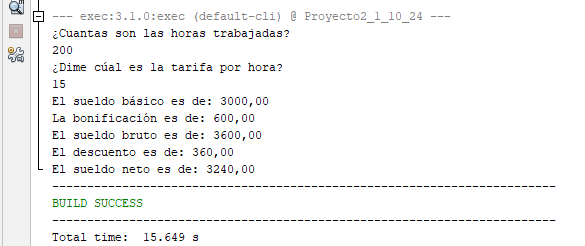 --- exec:3.1.0:exec (default-cli) @ Proyecto2_1_10_24 ---
¿Cuantas son las horas trabajadas?
200
¿Dime cúal es la tarifa por hora?
15
El sueldo básico es de: 3000,00
La bonificación es de: 600,00
El sueldo bruto es de: 3600,00
El descuento es de: 360,00
El sueldo neto es de: 3240,00
------------------------------------------------------------------------
BUILD SUCCESS
------------------------------------------------------------------------
Total time:  15.649 s